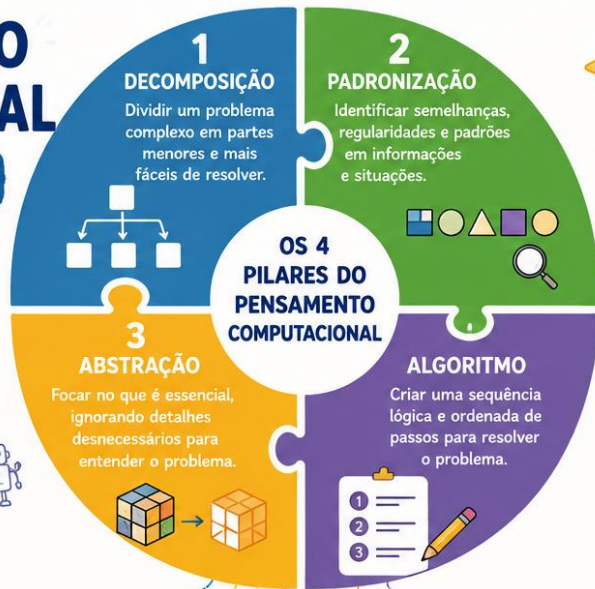 O
AL
1
DECOMPOSIÇÃO
Dividir um problema
complexo em partes
menores e mais
fáceis de resolver.
2
PADRONIZAÇÃO
Identificar semelhanças,
regularidades e padrões
em informações
e situações.
OS 4
PILARES DO
PENSAMENTO
COMPUTACIONAL
3
ABSTRAÇÃO
Focar no que é essencial,
ignorando detalhes
desnecessários para
entender o problema.
ALGORITMO
Criar uma sequência
lógica e ordenada de
passos para resolver
o problema.
1
2
3